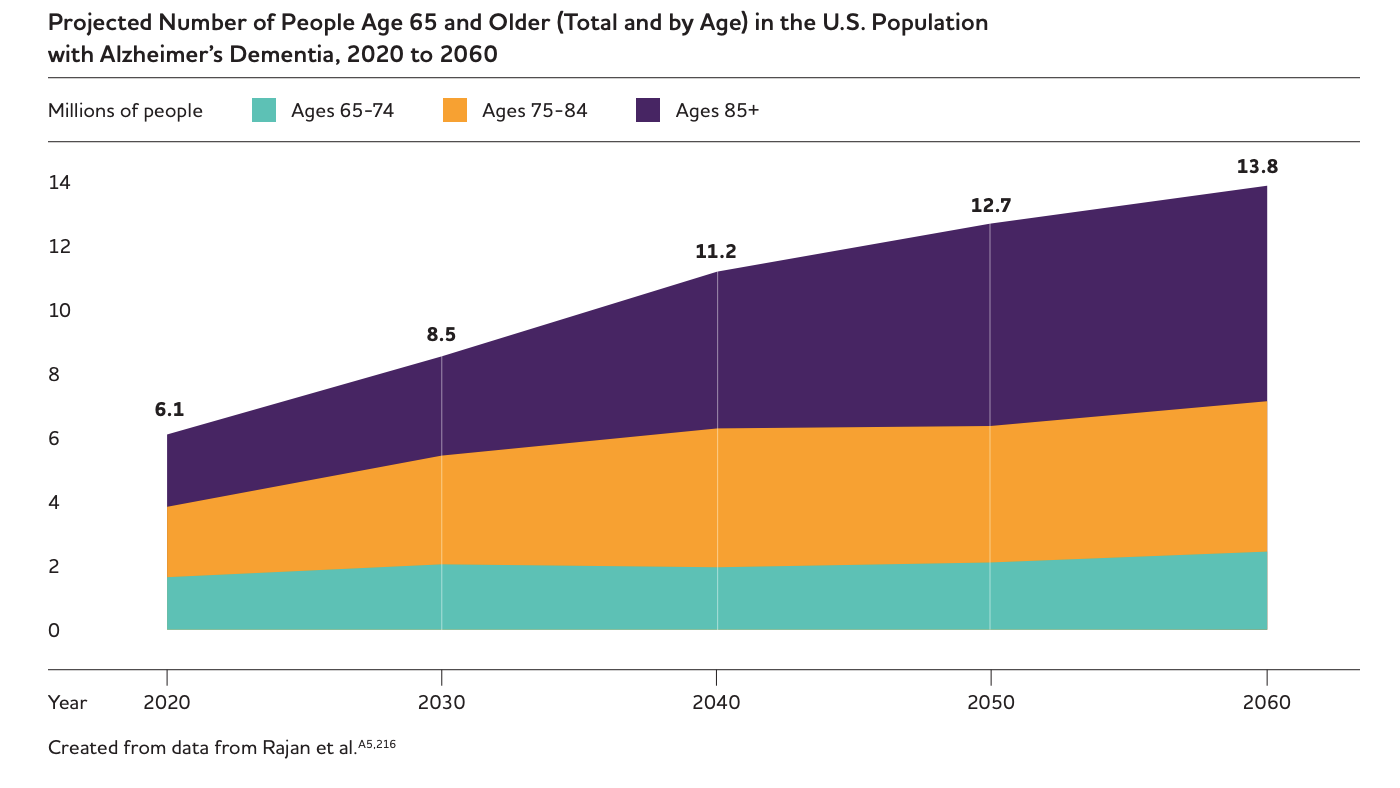 Projected Number of People Age 65 and Older (Total and by Age) in the U.S. Population
with Alzheimer’s Dementia, 2020 to 2060
Millions of people Ages 65-74 Ages 75-84 Ages 85+
14
12
10
8
6
4
2
0
6.1
8.5
11.2
12.7
13.8
Year 2020 2030 2040 2050 2060
Created from data from Rajan et al.A5,216